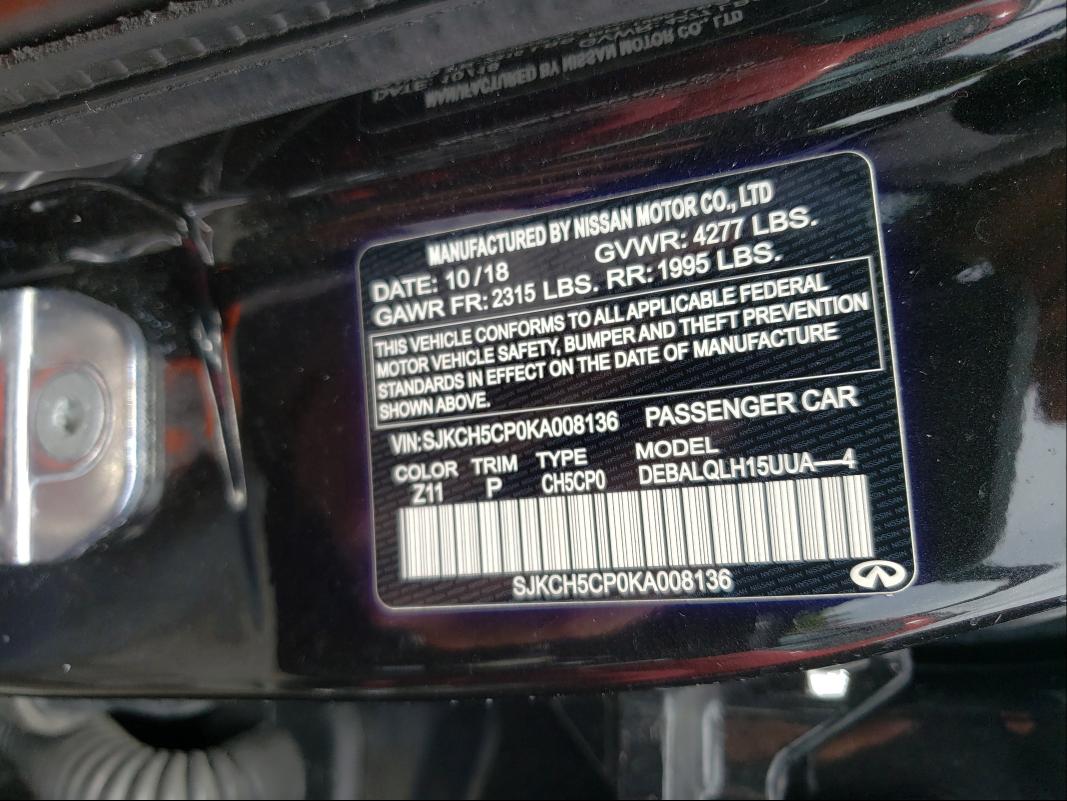 MANUFACTURED BY NISSAN MOTOR CO., LTD
DATE: 10/18 GVWR: 4277 LBS.
GAWR FR: 2315 LBS. RR: 1995 LBS.
THIS VEHICLE CONFORMS TO ALL APPLICABLE FEDERAL
MOTOR VEHICLE SAFETY, BUMPER AND THEFT PREVENTION
STANDARDS IN EFFECT ON THE DATE OF MANUFACTURE
SHOWN ABOVE.
VIN: SJKCH5CP0KA008136 PASSENGER CAR
COLOR TRIM TYPE MODEL
Z11 P CH5CP0 DEBALQLH15UUA—4
SJKCH5CP0KA008136